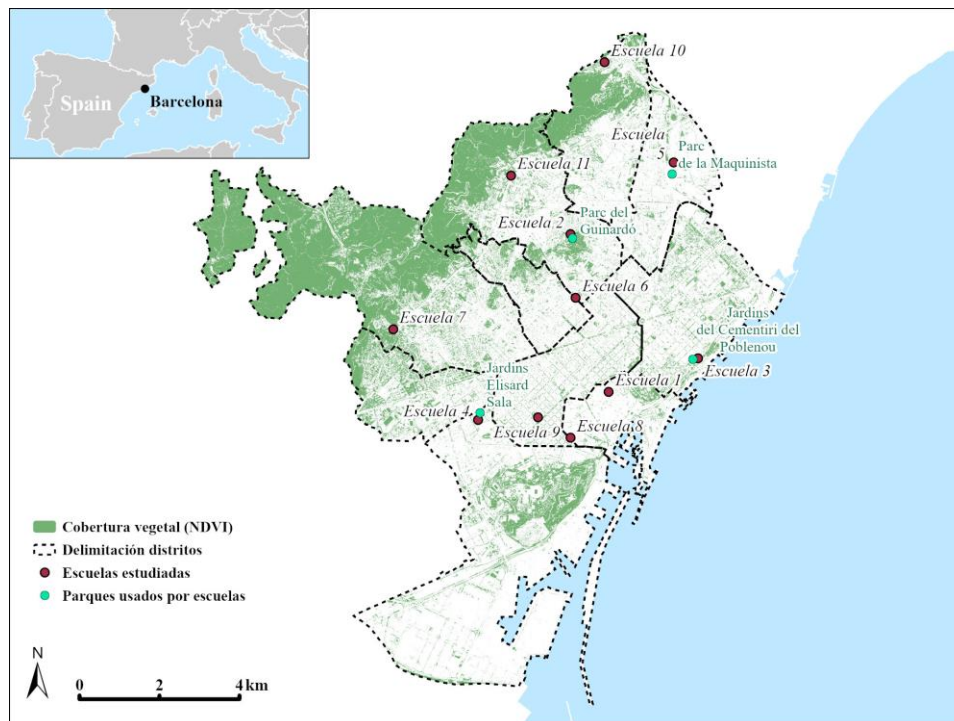 Spain
Barcelona
Escuela 10
Escuela
5
Parc
de la Maquinista
Escuela 11
Escuela 2
Parc del
Guinardó
Escuela 6
Escuela 7
Jardins
del Cementiri del
Poblenou
Escuela 3
Escuela 1
Jardins
Elisard
Sala
Escuela 4
Escuela 9
Escuela 8
Cobertura vegetal (NDVI)
Delimitación distritos
Escuelas estudiadas
Parques usados por escuelas
N
0 2 4 km